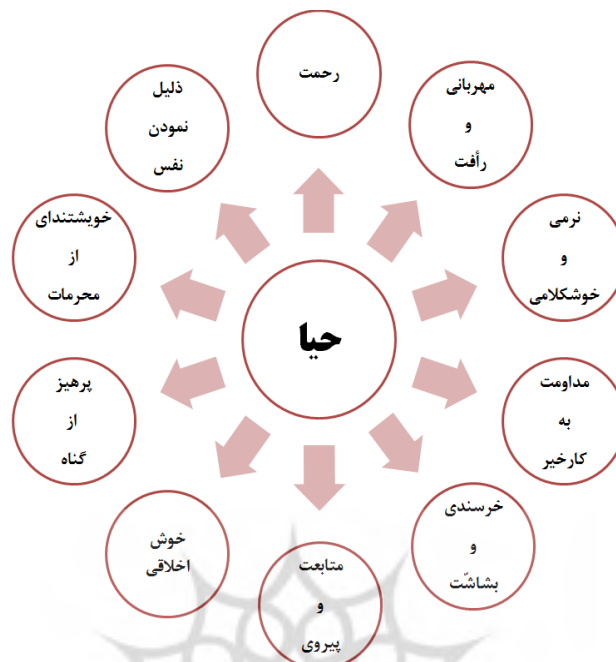 رحمت
مهربانی
و
رأفت
نرمی
و
خوشکلامی
مداومت
به
کارخیر
خرسندی
و
بشاشّت
متابعت
و
پیروی
خوش
اخلاقی
پرهیز
از
گناه
خویشتندای
از
محرمات
ذلیل
نمودن
نفس
حیا